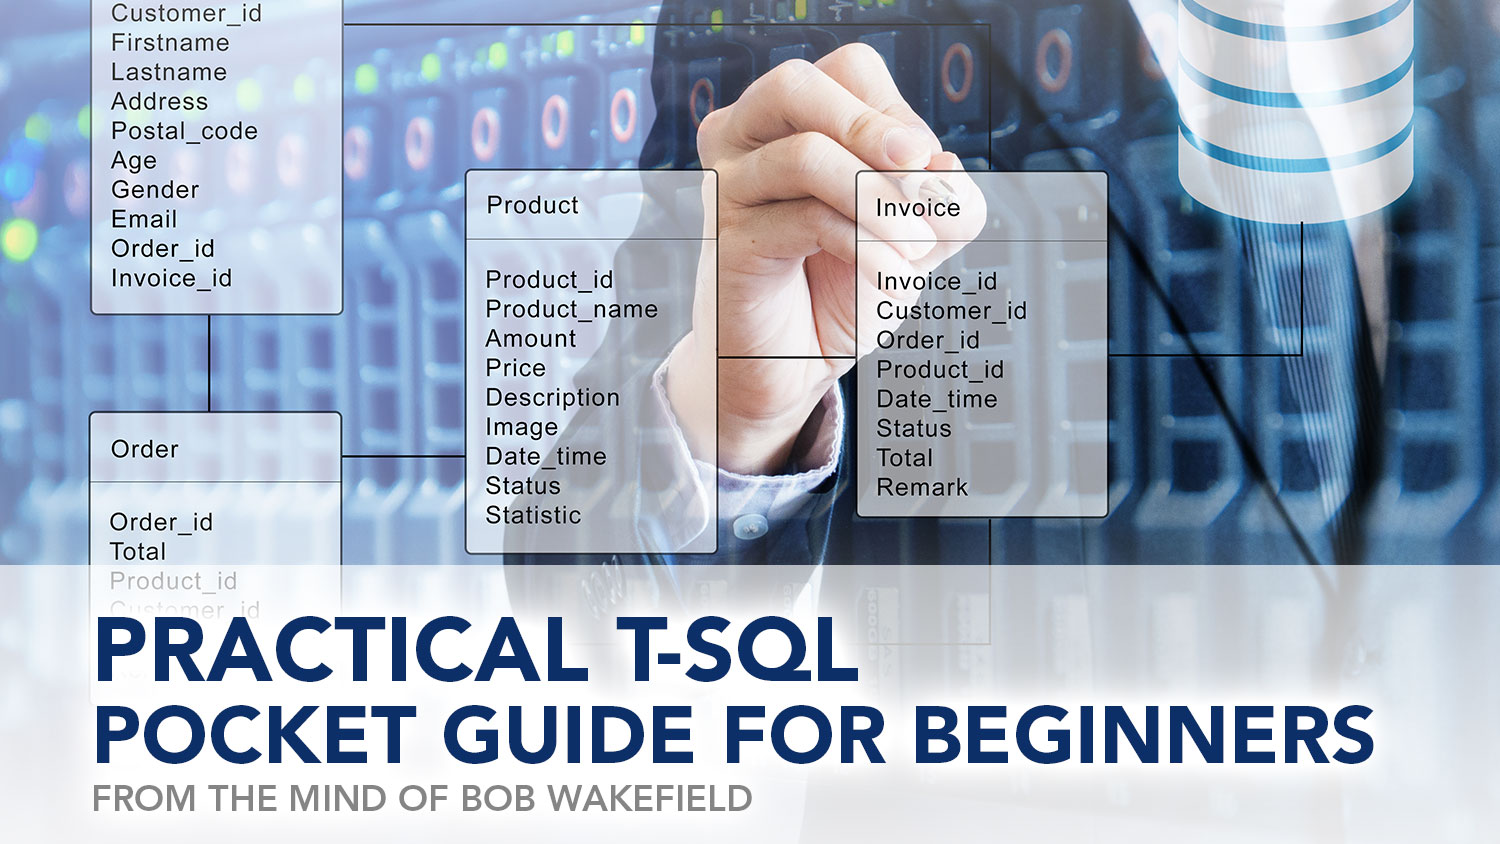 Customer_id
Firstname
Lastname
Address
Postal_code
Age
Gender
Email
Order_id
Invoice_id
Order
Order_id
Total
Product_id
Customer_id
Product
Product_id
Product_name
Amount
Price
Description
Image
Date_time
Status
Statistic
Invoice
Invoice_id
Customer_id
Order_id
Product_id
Date_time
Status
Total
Remark
PRACTICAL T-SQL
POCKET GUIDE FOR BEGINNERS
FROM THE MIND OF BOB WAKEFIELD